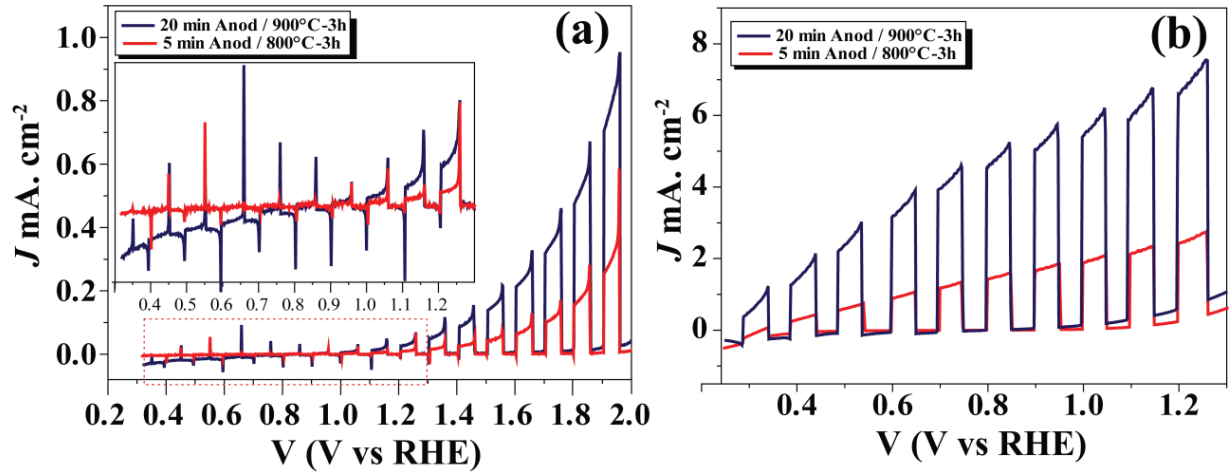 20 min Anod / 900°C-3h
5 min Anod / 800°C-3h
(a)
1.0
0.8
0.6
0.4
0.2
0.0
J mA. cm-2
0.4 0.5 0.6 0.7 0.8 0.9 1.0 1.1 1.2
0.2 0.4 0.6 0.8 1.0 1.2 1.4 1.6 1.8 2.0
V (V vs RHE)
20 min Anod / 900°C-3h
5 min Anod / 800°C-3h
(b)
8
6
4
2
0
J mA. cm-2
0.4 0.6 0.8 1.0 1.2
V (V vs RHE)